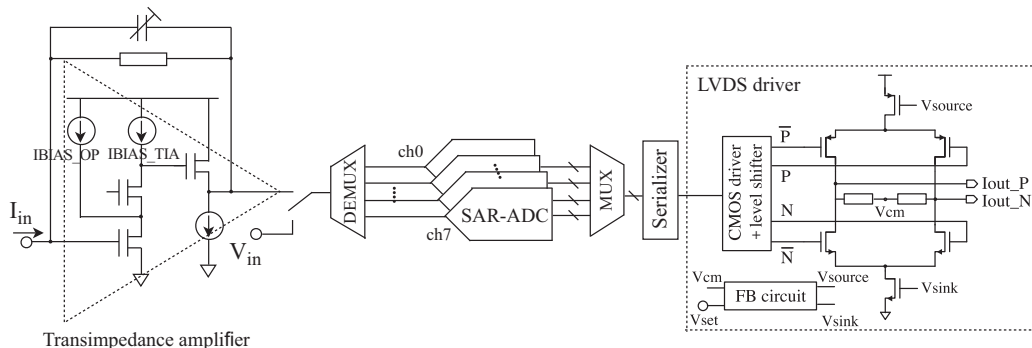 LVDS driver
Vsource
IBIAS_OP
IBIAS_TIA
I_in
V_in
DEMUX
ch0
SAR-ADC
ch7
MUX
Serializer
CMOS driver
+ level shifter
P̅
P
N
N̅
Vcm
Iout_P
Iout_N
Vsink
Vcm
Vset
FB circuit
Vsource
Vsink
Transimpedance amplifier